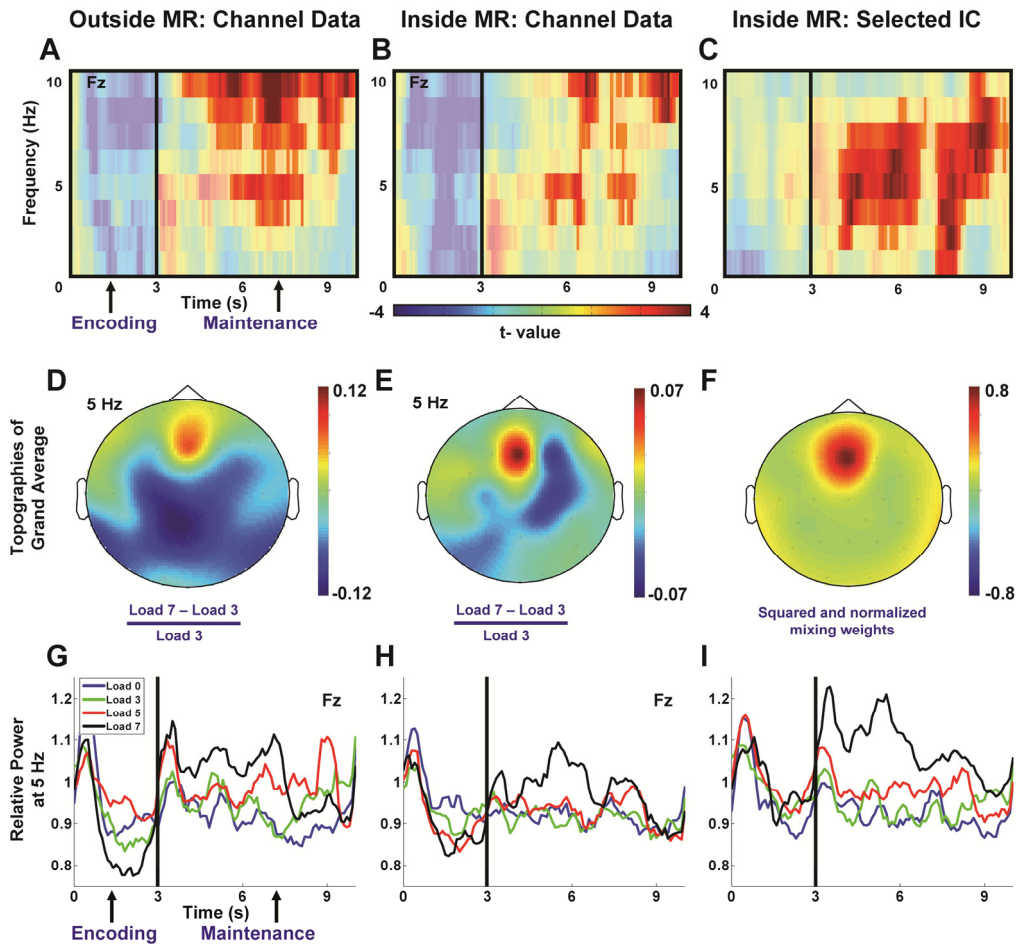 Outside MR: Channel Data
Inside MR: Channel Data
Inside MR: Selected IC
A
B
C
Frequency (Hz)
10
5
0
Fz
3
6
9
Time (s)
Encoding
Maintenance
10
5
0
Fz
3
6
9
-4
4
t- value
10
5
0
3
6
9
Topographies of
Grand Average
D
5 Hz
0.12
-0.12
Load 7 – Load 3
Load 3
E
5 Hz
0.07
-0.07
Load 7 – Load 3
Load 3
F
0.8
-0.8
Squared and normalized
mixing weights
G
H
I
Relative Power
at 5 Hz
1.2
1.1
1
0.9
0.8
Load 0
Load 3
Load 5
Load 7
Fz
0
3
6
9
Time (s)
Encoding
Maintenance
1.2
1.1
1
0.9
0.8
Fz
0
3
6
9
1.2
1.1
1
0.9
0.8
0
3
6
9